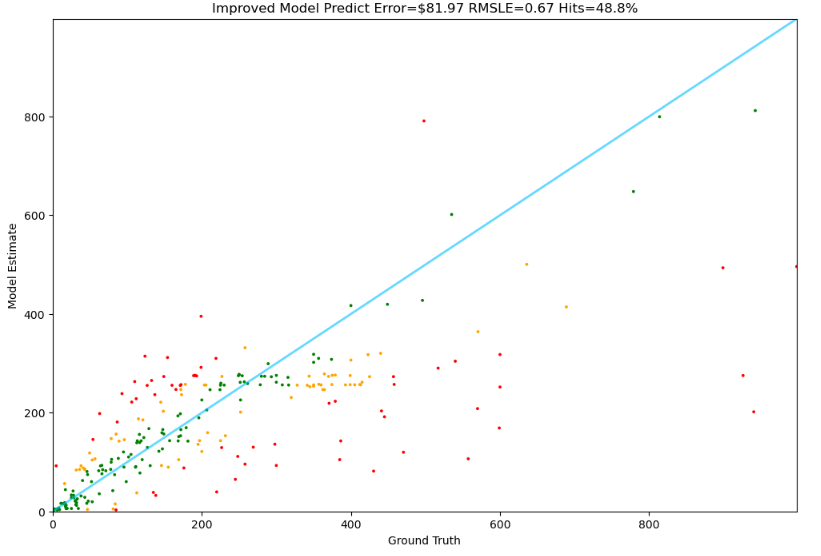 Improved Model Predict Error=$81.97 RMSLE=0.67 Hits=48.8%
Model Estimate
800
600
400
200
0
0 200 400 600 800
Ground Truth